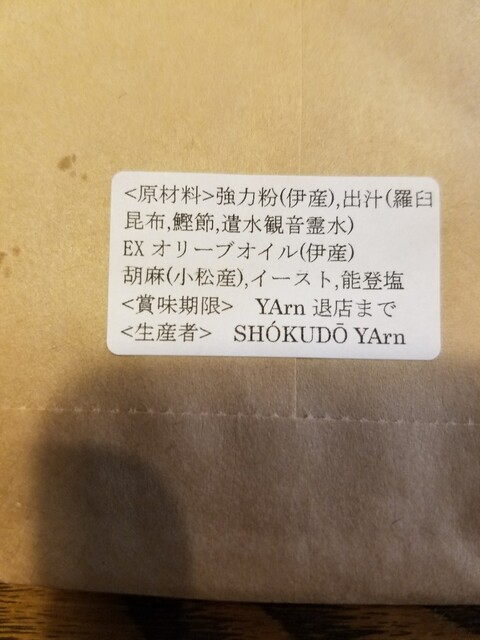 <原材料>強力粉(伊産),出汁(羅臼
昆布,鰹節,遣水観音霊水)
EX オリーブオイル(伊産)
胡麻(小松産),イースト,能登塩
<賞味期限> YArn 退店まで
<生産者> SHÓKUDŌ YArn